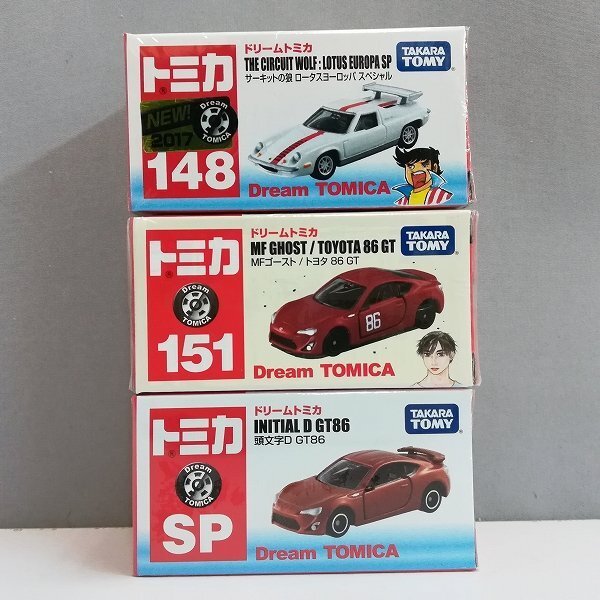 ドリームトミカ
THE CIRCUIT WOLF : LOTUS EUROPA SP
サーキットの狼 ロータスヨーロッパ スペシャル
TAKARA
TOMY
トミカ
®
NEW!
2017
Dream
TOMICA
148
Dream TOMICA
ドリームトミカ
MF GHOST / TOYOTA 86 GT
MFゴースト / トヨタ 86 GT
TAKARA
TOMY
トミカ
®
Dream
TOMICA
151
86
Dream TOMICA
ドリームトミカ
INITIAL D GT86
頭文字D GT86
TAKARA
TOMY
トミカ
®
Dream
TOMICA
SP
Dream TOMICA